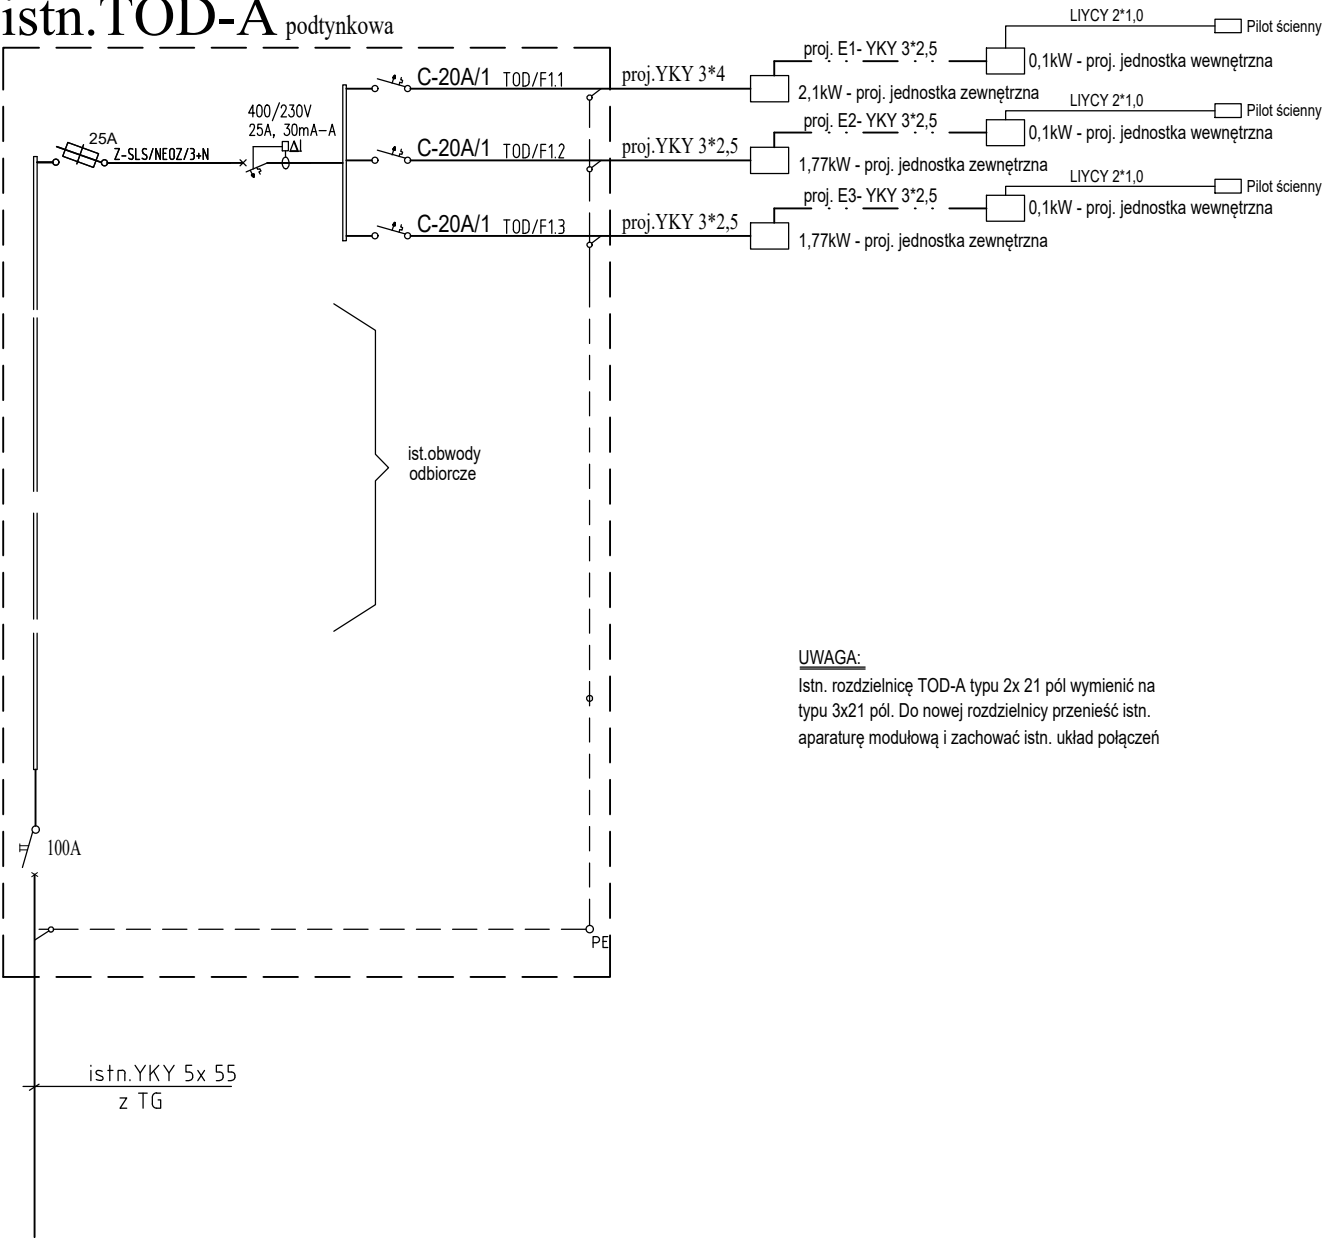 istn.TOD-A podtynkowa
LIYCY 2*1,0
Pilot ścienny
proj. E1- YKY 3*2,5
0,1kW - proj. jednostka wewnętrzna
C-20A/1 TOD/F1.1
proj.YKY 3*4
2,1kW - proj. jednostka zewnętrzna
LIYCY 2*1,0
Pilot ścienny
400/230V
25A, 30mA-A
proj. E2- YKY 3*2,5
0,1kW - proj. jednostka wewnętrzna
25A
Z-SLS/NEOZ/3+N
C-20A/1 TOD/F1.2
proj.YKY 3*2,5
1,77kW - proj. jednostka zewnętrzna
LIYCY 2*1,0
Pilot ścienny
proj. E3- YKY 3*2,5
0,1kW - proj. jednostka wewnętrzna
C-20A/1 TOD/F1.3
proj.YKY 3*2,5
1,77kW - proj. jednostka zewnętrzna
ist.obwody
odbiorcze
UWAGA:
Istn. rozdzielnicę TOD-A typu 2x 21 pól wymienić na
typu 3x21 pól. Do nowej rozdzielnicy przenieść istn.
aparaturę modułową i zachować istn. układ połączeń
100A
PE
istn.YKY 5x 55
z TG